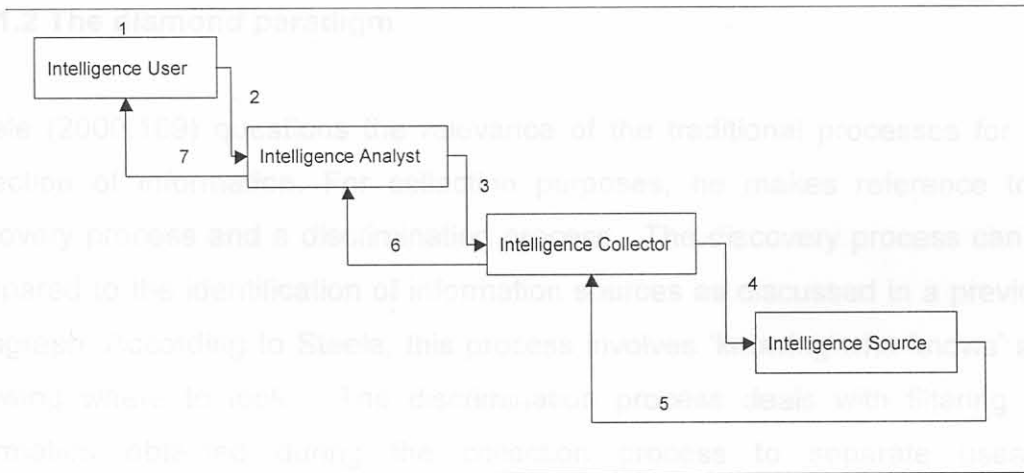 .2 The diamond paradigm
1
Intelligence User
2
questions the relevance of the traditional processes for
7
Intelligence Analyst
of information. For collection purposes, he makes reference to
3
process and a discrimination process. The discovery process can
6
Intelligence Collector
to the identification of information sources as discussed in a
4
According to Steele, this process involves
Intelligence Source
The discrimination process deals with filtering
5
obtained during the collection process to separate